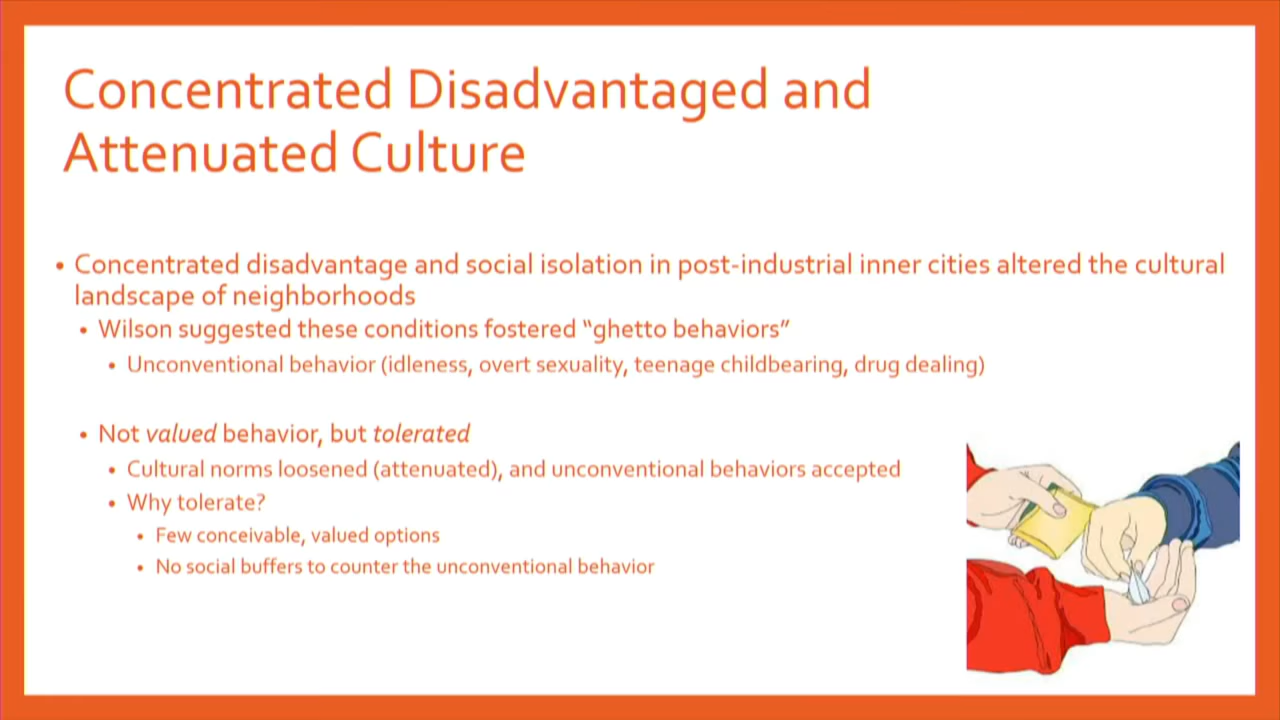 Concentrated Disadvantaged and
Attenuated Culture
• Concentrated disadvantage and social isolation in post-industrial inner cities altered the cultural
landscape of neighborhoods
• Wilson suggested these conditions fostered “ghetto behaviors”
• Unconventional behavior (idleness, overt sexuality, teenage childbearing, drug dealing)
• Not valued behavior, but tolerated
• Cultural norms loosened (attenuated), and unconventional behaviors accepted
• Why tolerate?
• Few conceivable, valued options
• No social buffers to counter the unconventional behavior